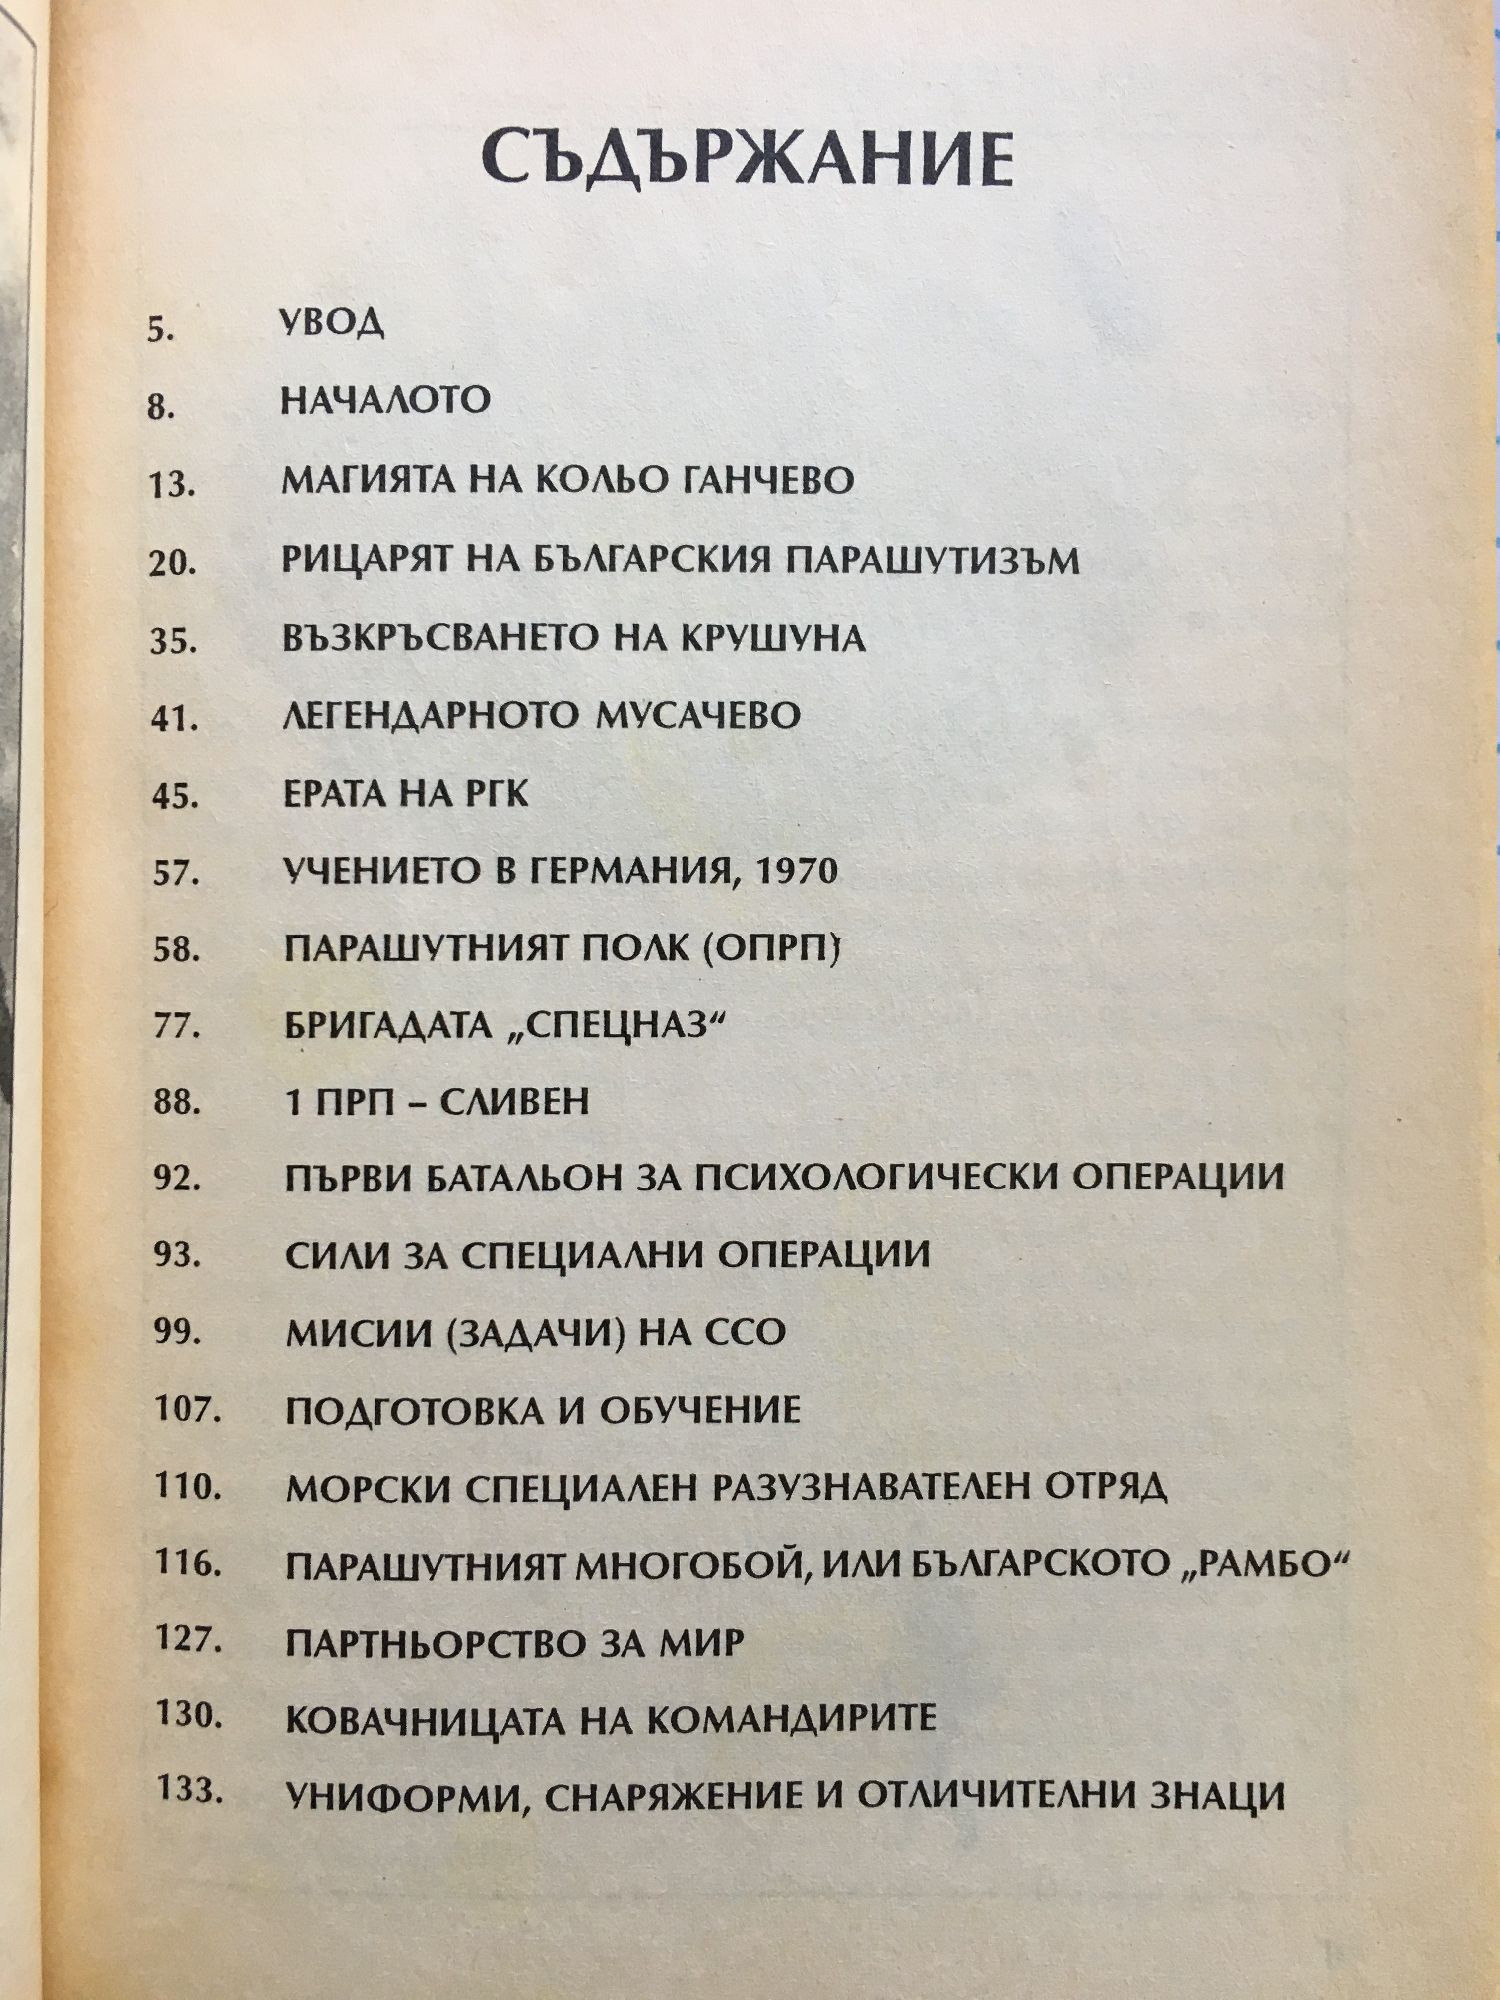 СЪДЪРЖАНИЕ
5. УВОД
8. НАЧАЛОТО
13. МАГИЯТА НА КОЛЬО ГАНЧЕВО
20. РИЦАРЯТ НА БЪЛГАРСКИЯ ПАРАШУТИЗЪМ
35. ВЪЗКРЪСВАНЕТО НА КРУШУНА
41. ЛЕГЕНДАРНОТО МУСАЧЕВО
45. ЕРАТА НА РГК
57. УЧЕНИЕТО В ГЕРМАНИЯ, 1970
58. ПАРАШУТНИЯТ ПОЛК (ОПРП)
77. БРИГАДАТА „СПЕЦНАЗ“
88. 1 ПРП – СЛИВЕН
92. ПЪРВИ БАТАЛЬОН ЗА ПСИХОЛОГИЧЕСКИ ОПЕРАЦИИ
93. СИЛИ ЗА СПЕЦИАЛНИ ОПЕРАЦИИ
99. МИСИИ (ЗАДАЧИ) НА ССО
107. ПОДГОТОВКА И ОБУЧЕНИЕ
110. МОРСКИ СПЕЦИАЛЕН РАЗУЗНАВАТЕЛЕН ОТРЯД
116. ПАРАШУТНИЯТ МНОГОБОЙ, ИЛИ БЪЛГАРСКОТО „РАМБО“
127. ПАРТНЬОРСТВО ЗА МИР
130. КОВАЧНИЦАТА НА КОМАНДИРИТЕ
133. УНИФОРМИ, СНАРЯЖЕНИЕ И ОТЛИЧИТЕЛНИ ЗНАЦИ